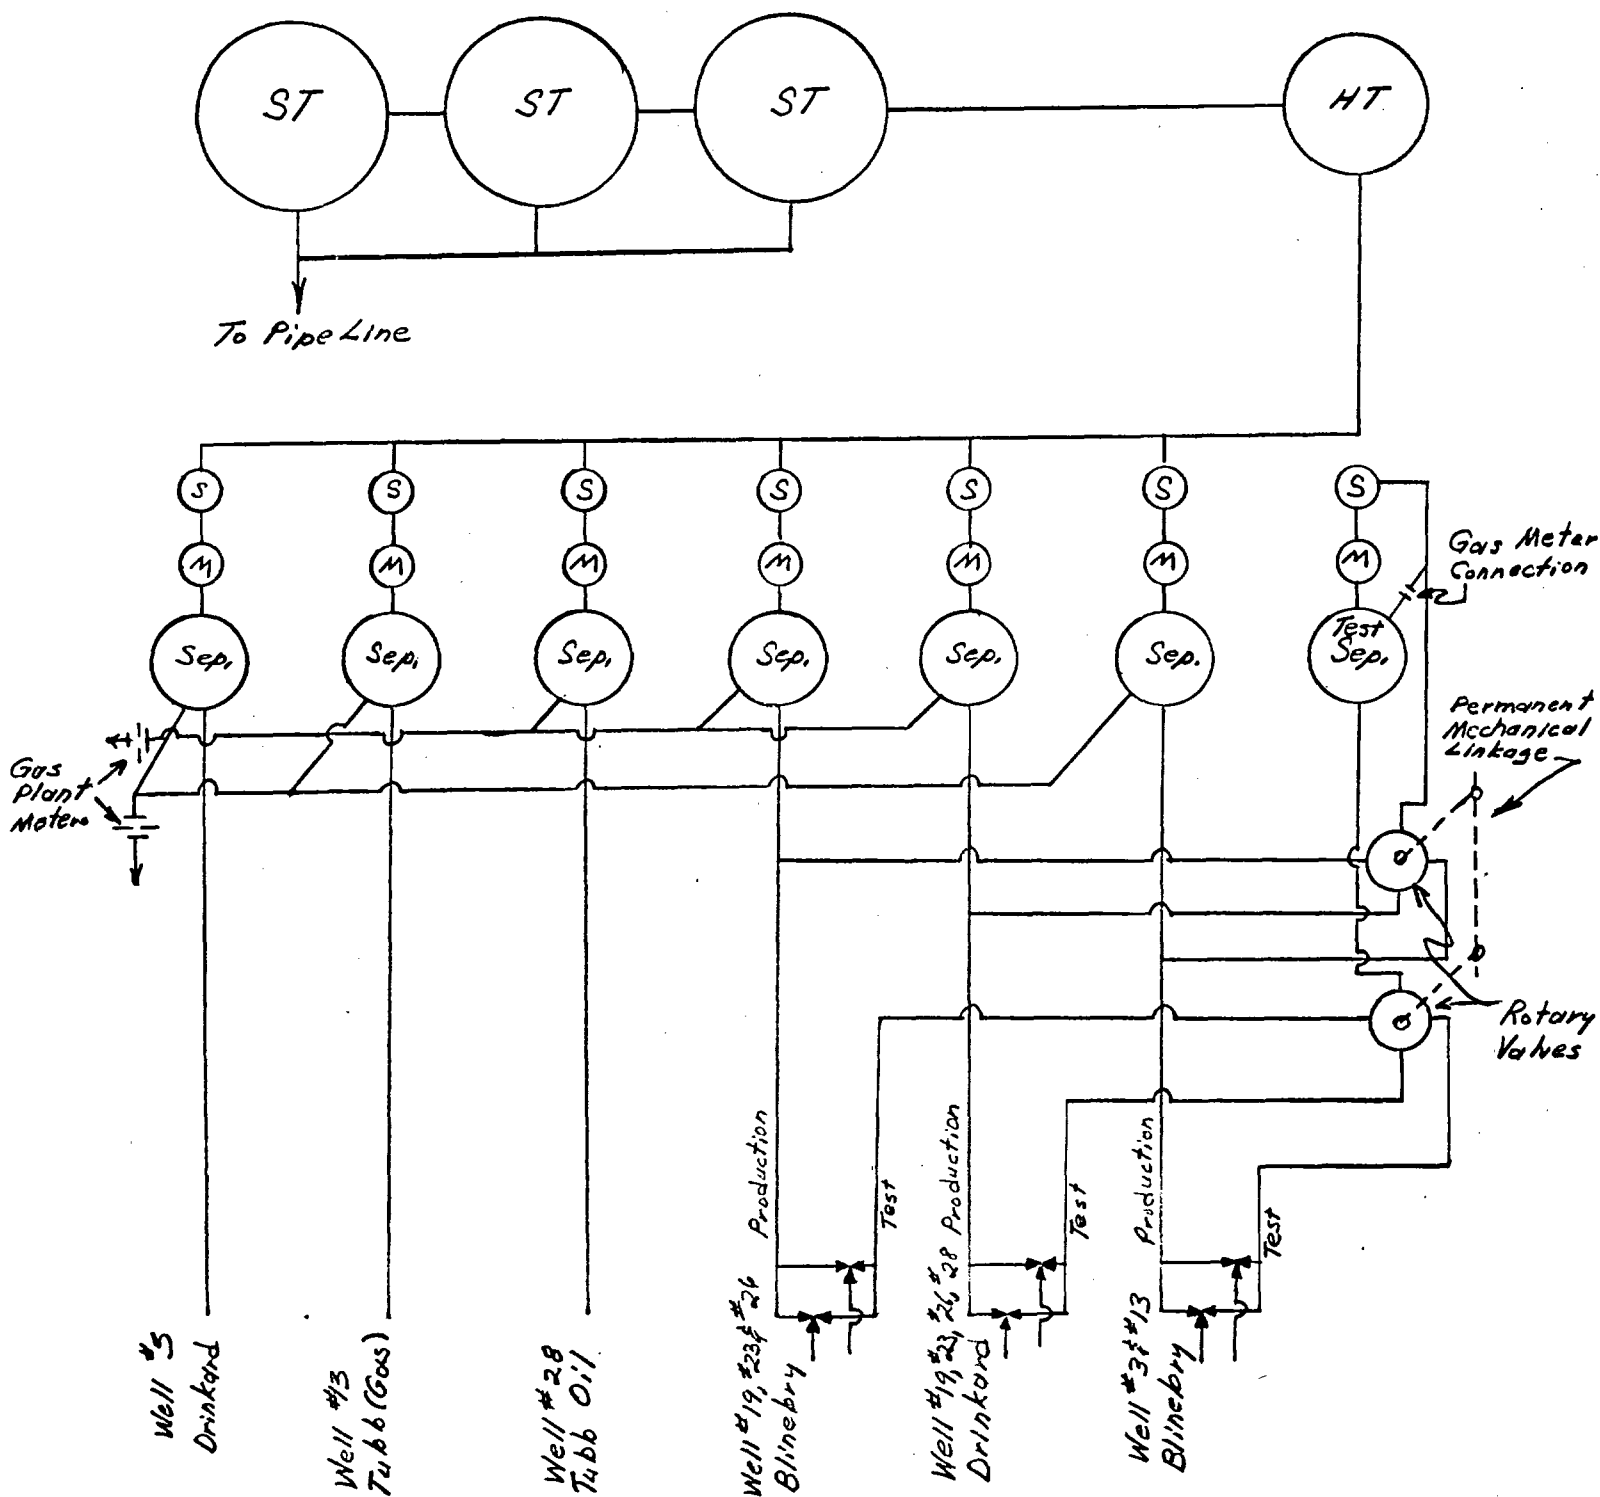 ST
ST
ST
HT
To Pipe Line
S
S
S
S
S
S
S
M
M
M
M
M
M
M
Gas Meter
Connection
Sep.
Sep.
Sep.
Sep.
Sep.
Sep.
Test
Sep.
Permanent
Mechanical
Linkage
Gas
Plant
Meters
Rotary
Valves
Production
Test
Production
Test
Production
Test
Well #5
Drinkard
Well #13
Tubb (Gas)
Well #28
Tubb Oil
Well #19, #23 & #26
Blinebry
Well #19, #23, #26, #28
Drinkard
Well #3 & #13
Blinebry